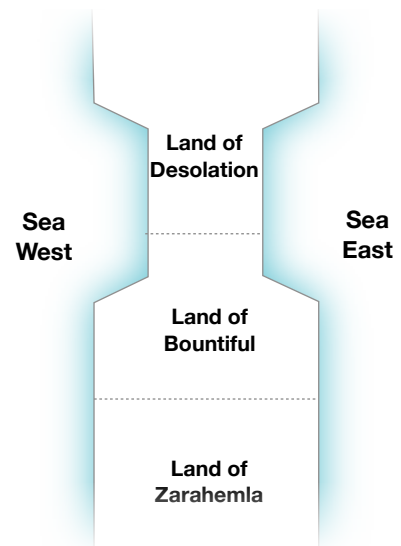 Land of
Desolation
Sea
West
Sea
East
Land of
Bountiful
Land of
Zarahemla